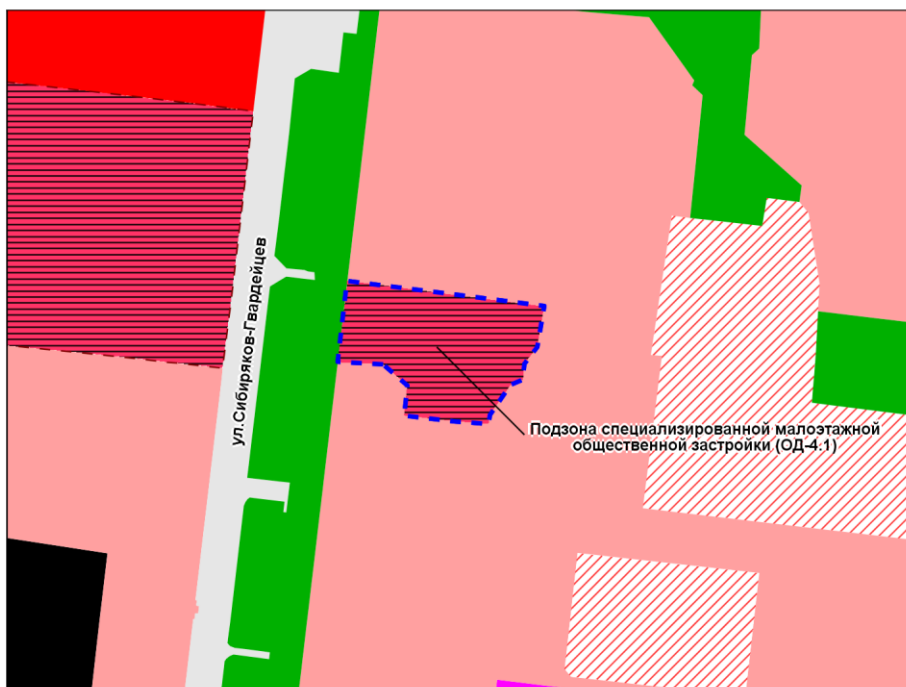 ул.Сибиряков-Гвардейцев
Подзона специализированной малоэтажной
общественной застройки (ОД-4.1)